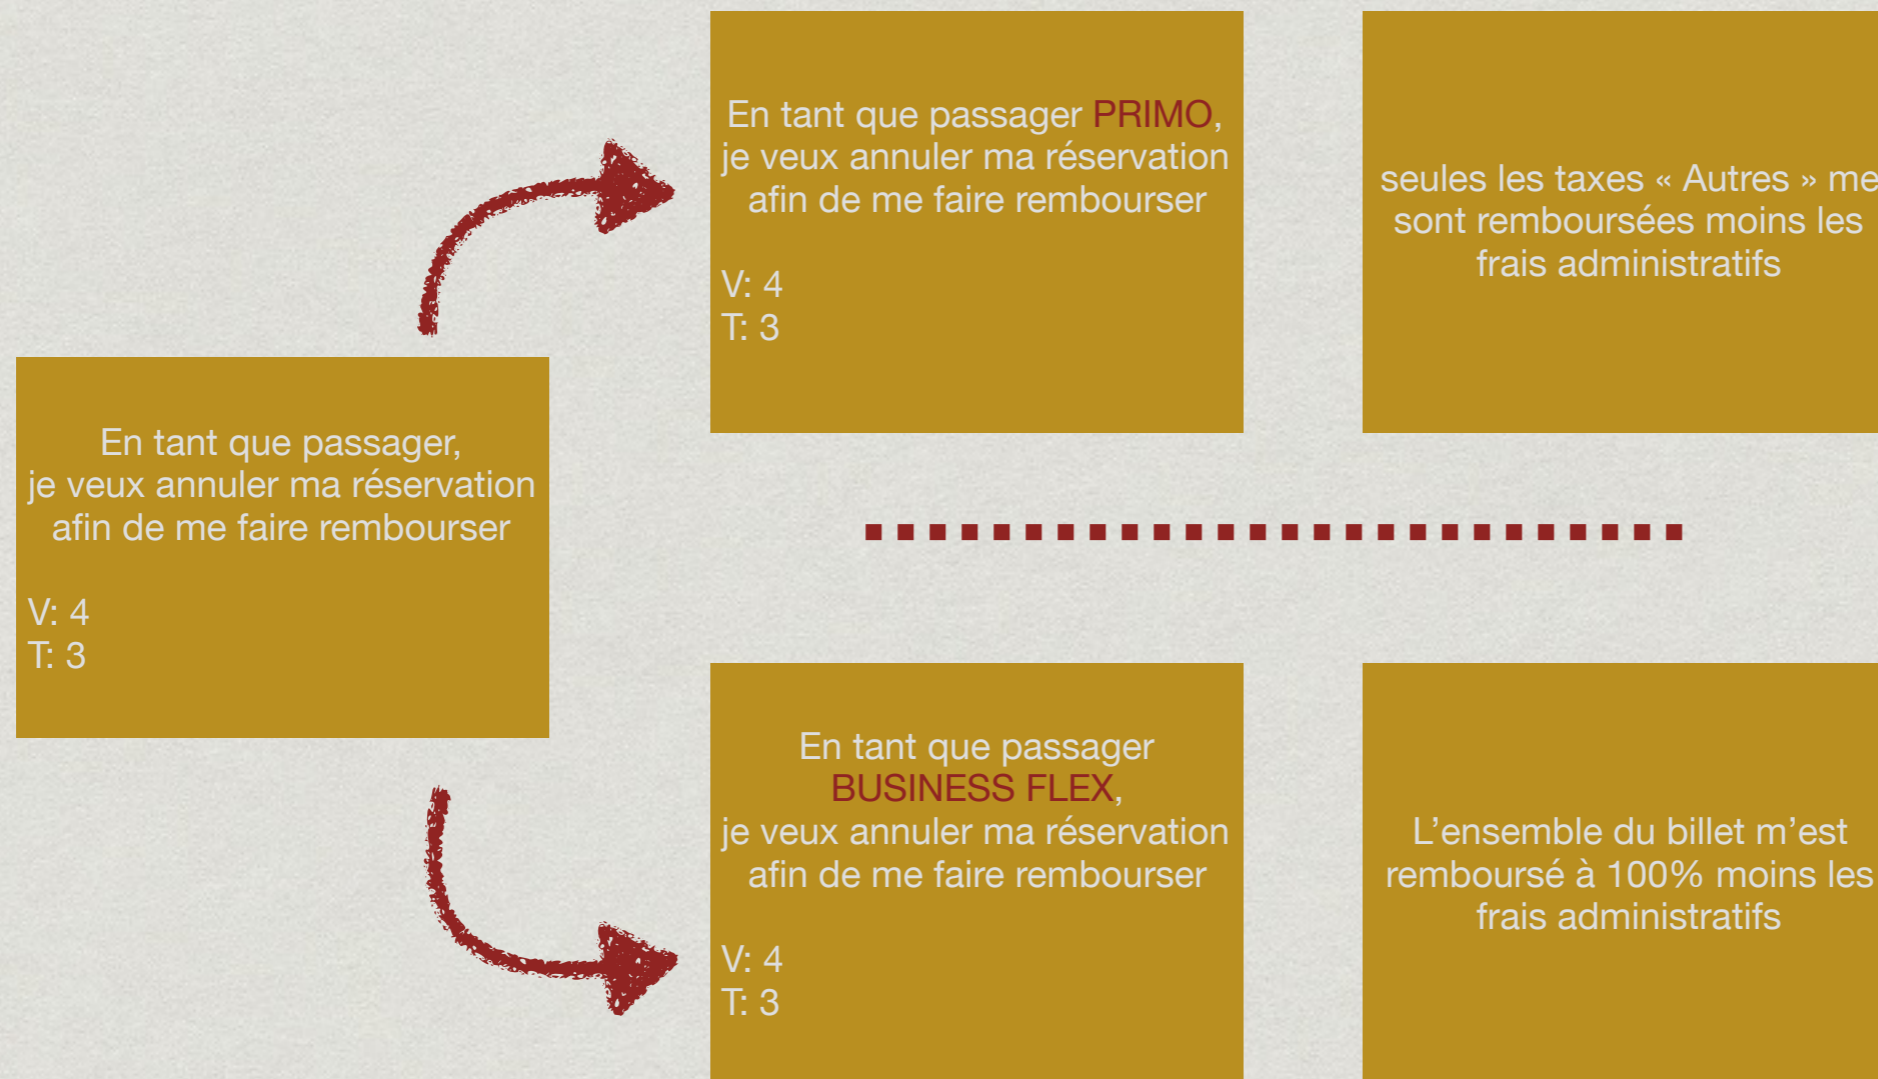 En tant que passager,
je veux annuler ma réservation
afin de me faire rembourser
V: 4
T: 3
En tant que passager PRIMO,
je veux annuler ma réservation
afin de me faire rembourser
V: 4
T: 3
seules les taxes « Autres » me
sont remboursées moins les
frais administratifs
En tant que passager
BUSINESS FLEX,
je veux annuler ma réservation
afin de me faire rembourser
V: 4
T: 3
L’ensemble du billet m’est
remboursé à 100% moins les
frais administratifs